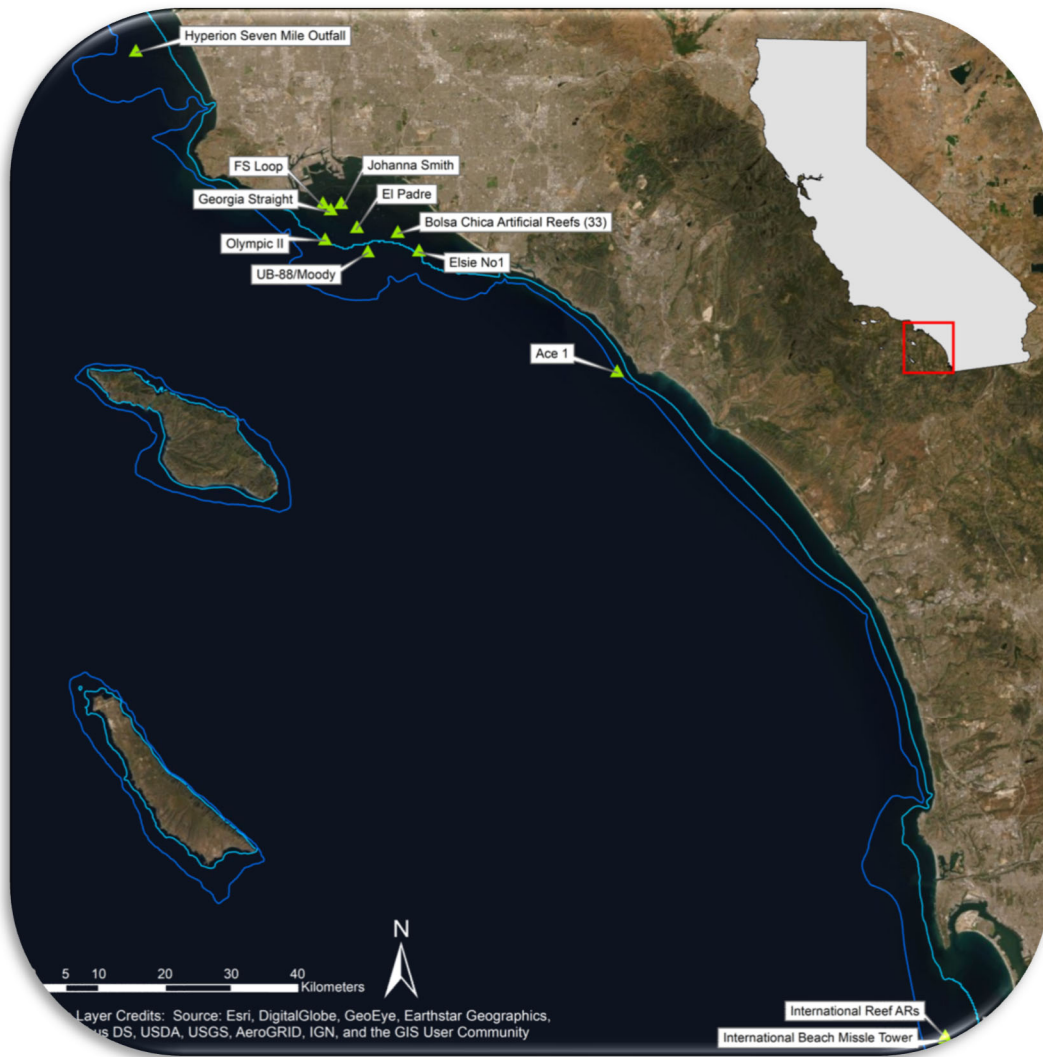 Hyperion Seven Mile Outfall
FS Loop
Johanna Smith
Georgia Straight
El Padre
Bolsa Chica Artificial Reefs (33)
Olympic II
UB-88/Moody
Elsie No1
Ace 1
N
5 10 20 30 40
Kilometers
Layer Credits: Source: Esri, DigitalGlobe, GeoEye, Earthstar Geographics,
DS, USDA, USGS, AeroGRID, IGN, and the GIS User Community
International Reef ARs
International Beach Missle Tower